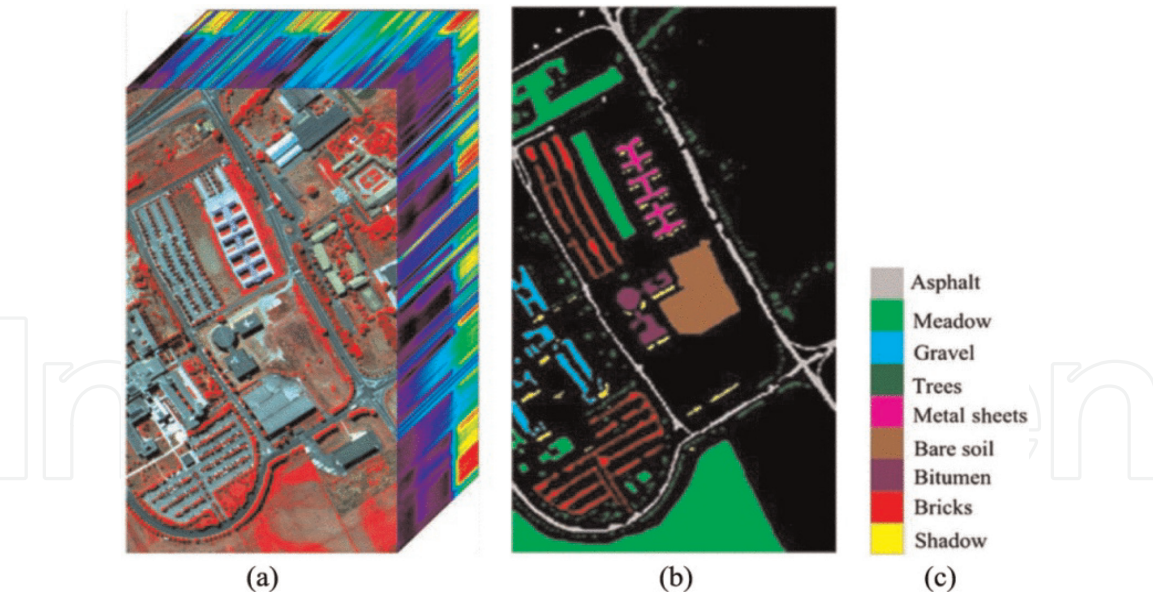 Asphalt
Meadow
Gravel
Trees
Metal sheets
Bare soil
Bitumen
Bricks
Shadow
(a)
(b)
(c)